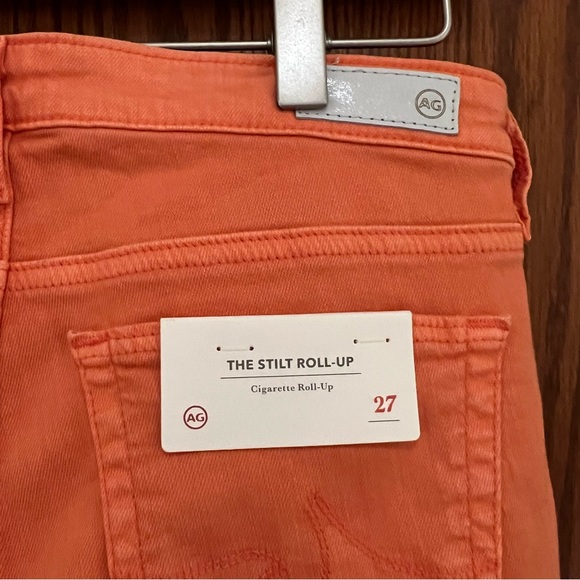 AG
THE STILT ROLL-UP
Cigarette Roll-Up
AG
27